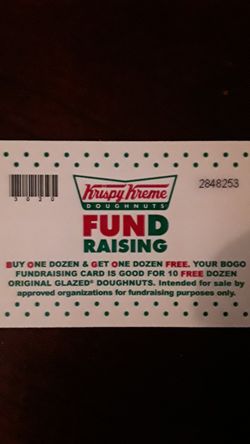 3020
2848253
Krispy Kreme
DOUGHNUTS
FUND
RAISING
BUY ONE DOZEN & GET ONE DOZEN FREE. YOUR BOGO
FUNDRAISING CARD IS GOOD FOR 10 FREE DOZEN
ORIGINAL GLAZED® DOUGHNUTS. Intended for sale by
approved organizations for fundraising purposes only.